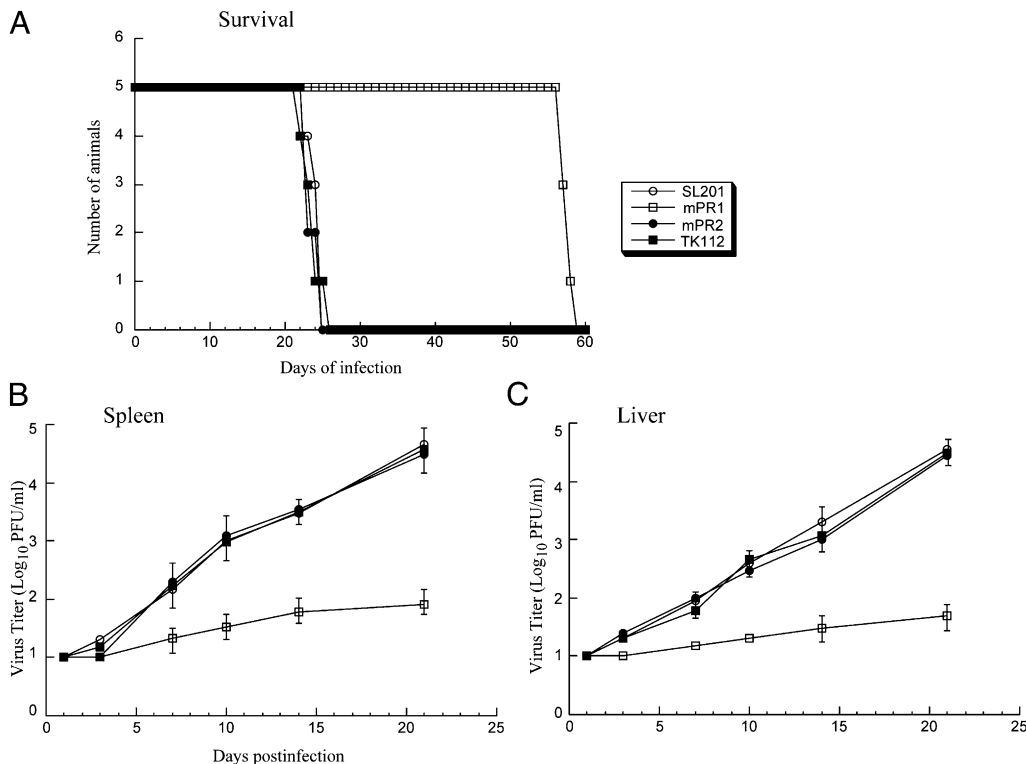 A
Survival
Number of animals
6
5
4
3
2
1
0
0 10 20 30 40 50 60
Days of infection
SL201
mPR1
mPR2
TK112
B
Spleen
Virus Titer (Log10 PFU/ml)
5
4
3
2
1
0
0 5 10 15 20 25
Days postinfection
C
Liver
Virus Titer (Log10 PFU/ml)
5
4
3
2
1
0
0 5 10 15 20 25